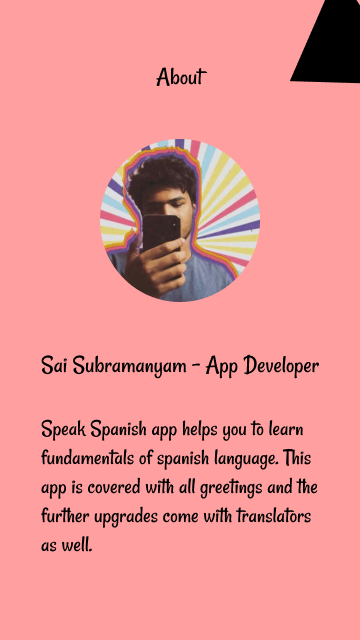 About
Sai Subramanyam - App Developer
Speak Spanish app helps you to learn
fundamentals of spanish language. This
app is covered with all greetings and the
further upgrades come with translators
as well.